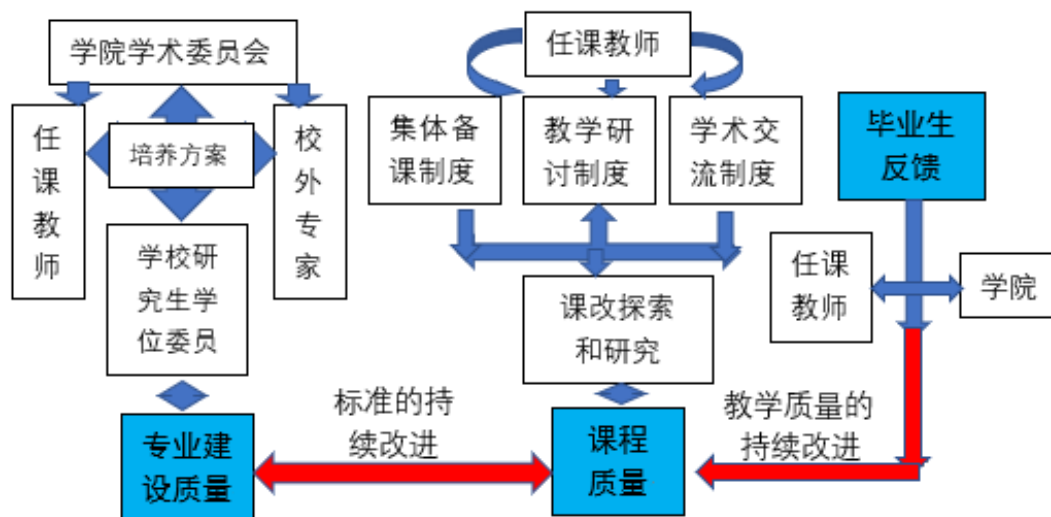 学院学术委员会
任
课
教
师
培养方案
校
外
专
家
学校研
究生学
位委员
专业建
设质量
标准的持
续改进
任课教师
集体备
课制度
教学研
讨制度
学术交
流制度
课改探索
和研究
课程
质量
教学质量的
持续改进
毕业生
反馈
任课
教师
学院